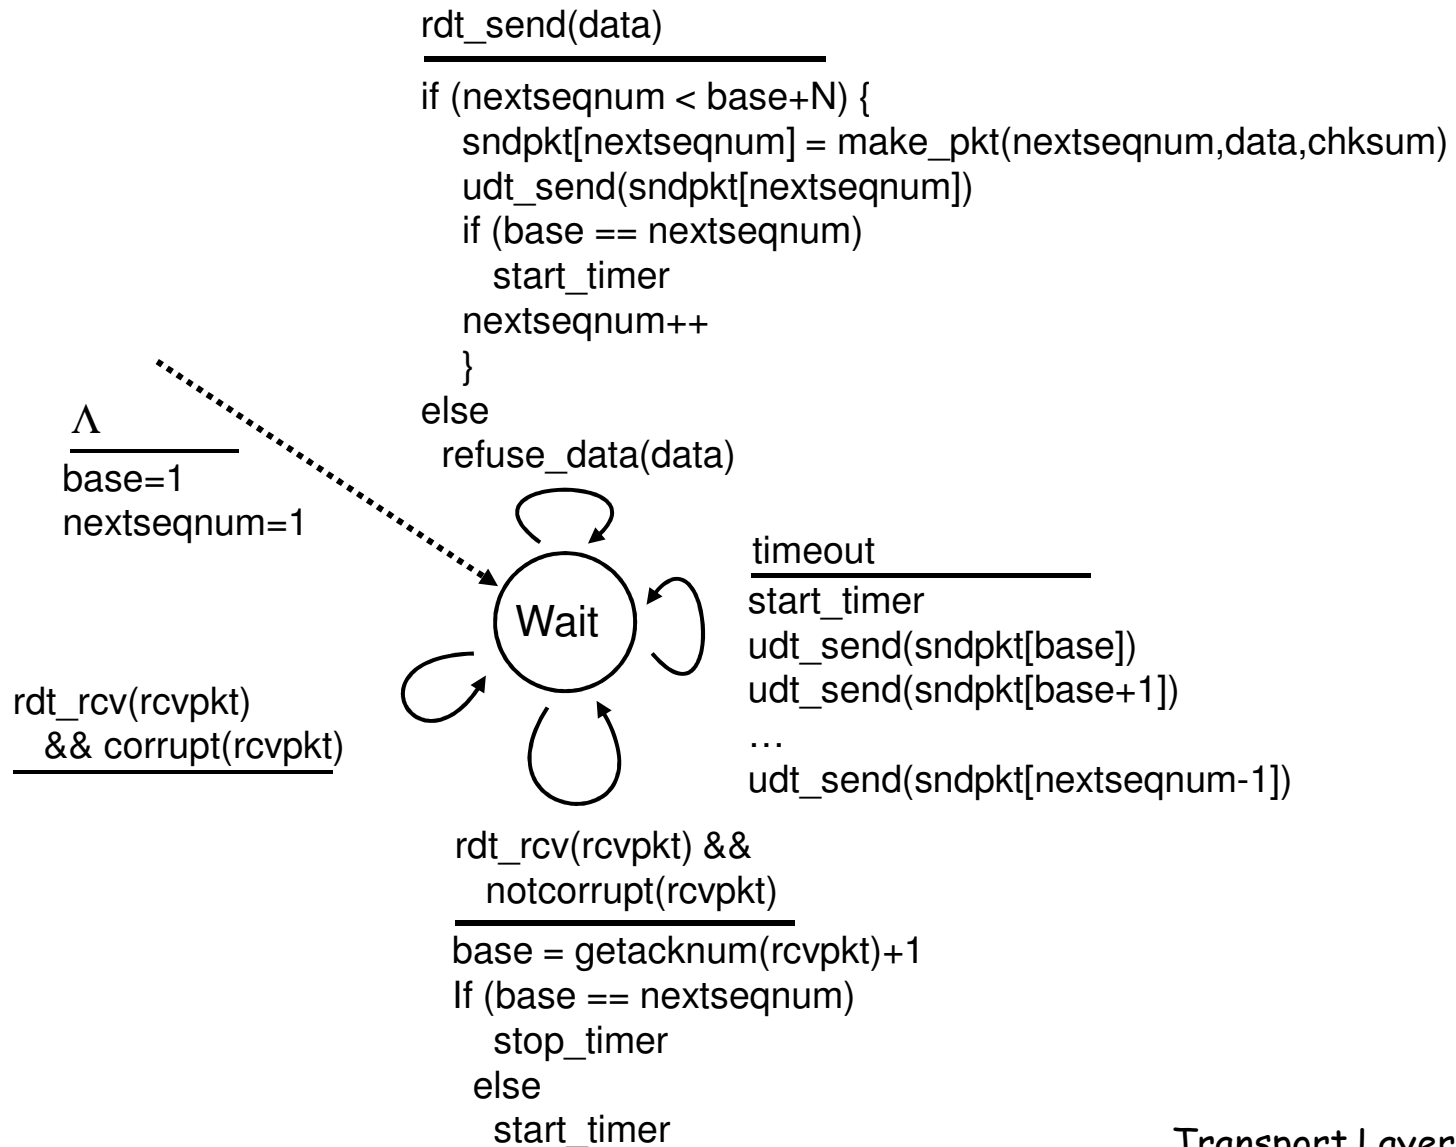 rdt_send(data)
if (nextseqnum < base+N) {
sndpkt[nextseqnum] = make_pkt(nextseqnum,data,chksum)
udt_send(sndpkt[nextseqnum])
if (base == nextseqnum)
start_timer
nextseqnum++
}
else
refuse_data(data)
Λ
base=1
nextseqnum=1
Wait
timeout
start_timer
udt_send(sndpkt[base])
udt_send(sndpkt[base+1])
…
udt_send(sndpkt[nextseqnum-1])
rdt_rcv(rcvpkt)
&& corrupt(rcvpkt)
rdt_rcv(rcvpkt) &&
notcorrupt(rcvpkt)
base = getacknum(rcvpkt)+1
If (base == nextseqnum)
stop_timer
else
start_timer
Transport Layer